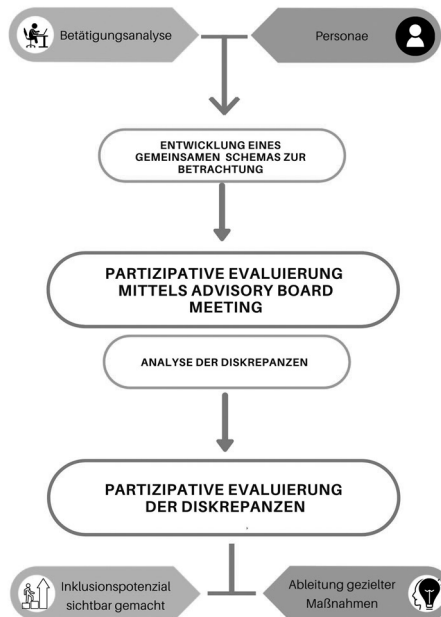 Betätigungsanalyse
Personae
ENTWICKLUNG EINES
GEMEINSAMEN SCHEMAS ZUR
BETRACHTUNG
PARTIZIPATIVE EVALUIERUNG
MITTELS ADVISORY BOARD
MEETING
ANALYSE DER DISKREPANZEN
PARTIZIPATIVE EVALUIERUNG
DER DISKREPANZEN
Inklusionspotenzial
sichtbar gemacht
Ableitung gezielter
Maßnahmen